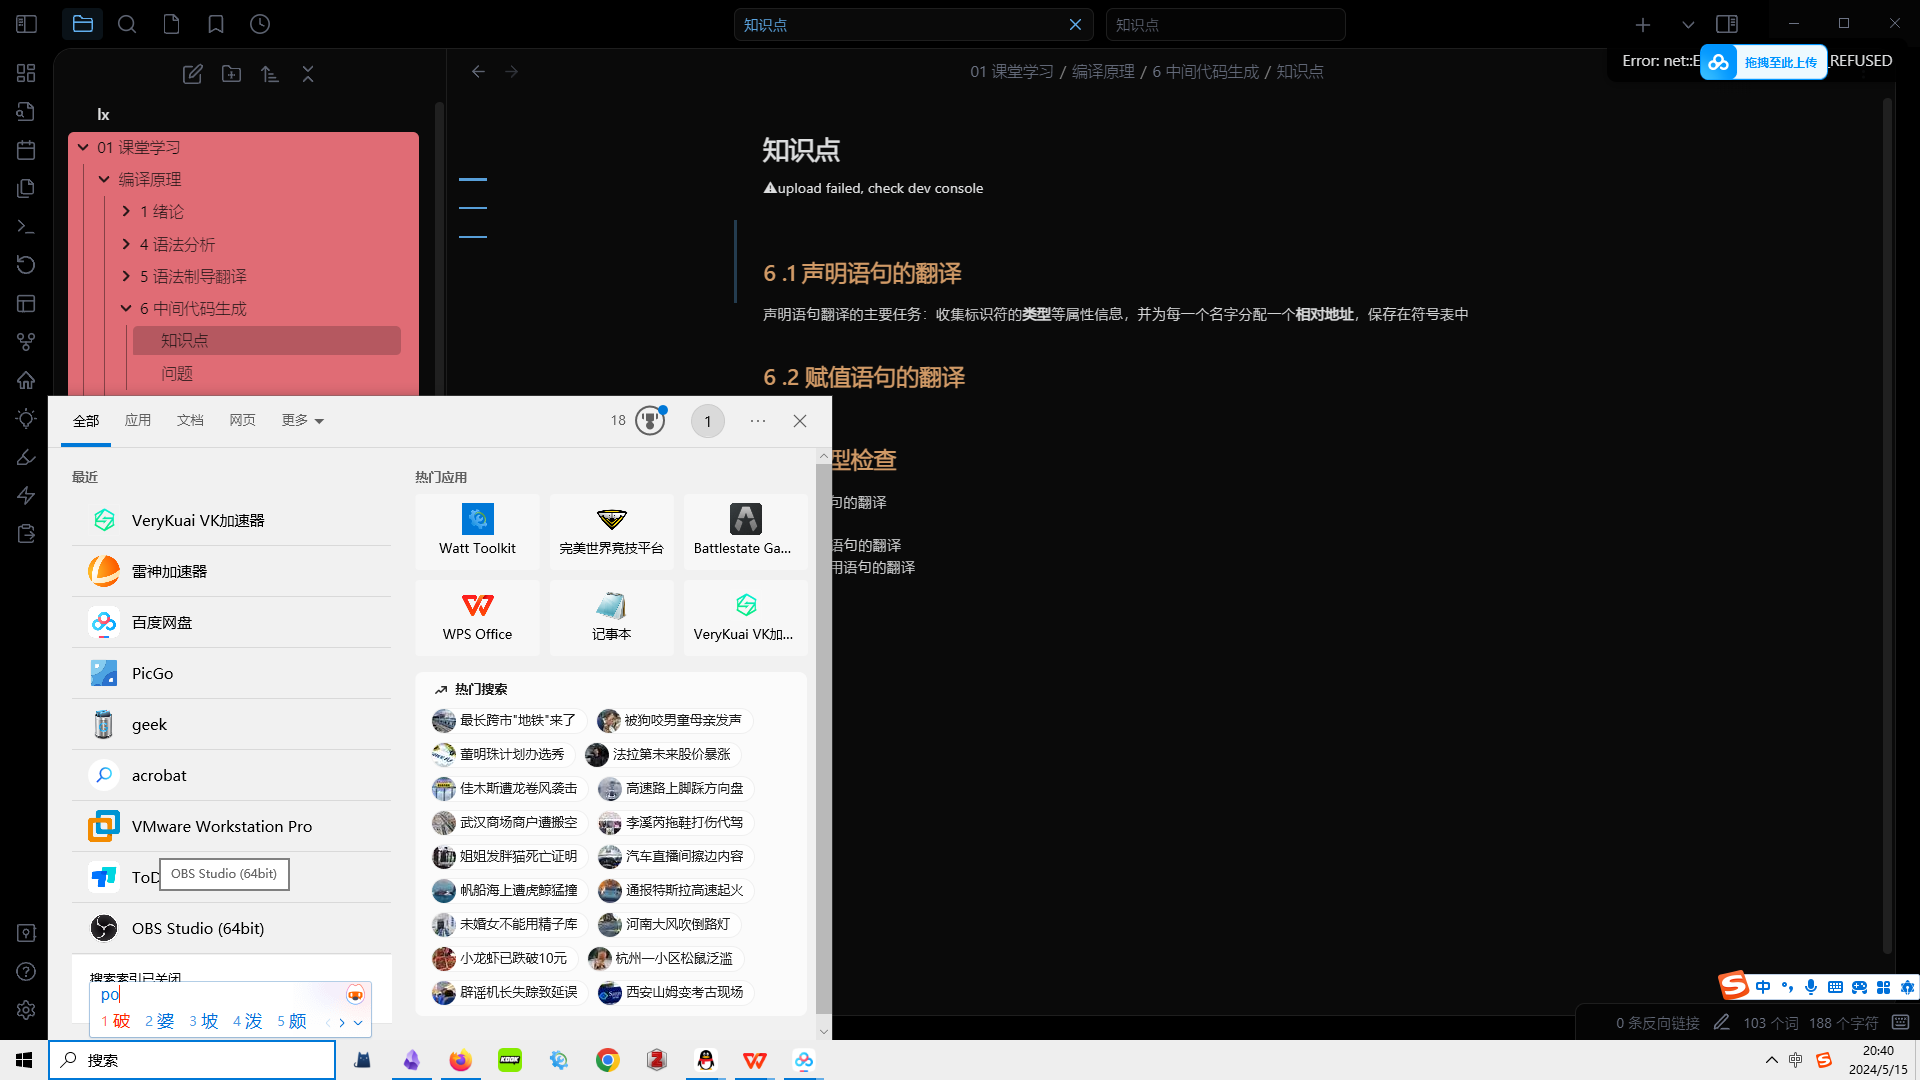 知识点
知识点
Error: net::E
拖拽至此上传
_REFUSED
01 课堂学习 / 编译原理 / 6 中间代码生成 / 知识点
lx
01 课堂学习
编译原理
1 绪论
4 语法分析
5 语法制导翻译
6 中间代码生成
知识点
问题
知识点
⚠upload failed, check dev console
6 .1 声明语句的翻译
声明语句翻译的主要任务：收集标识符的类型等属性信息，并为每一个名字分配一个相对地址，保存在符号表中
6 .2 赋值语句的翻译
型检查
句的翻译
语句的翻译
用语句的翻译
全部 应用 文档 网页 更多
18
1
最近
VeryKuai VK加速器
雷神加速器
百度网盘
PicGo
geek
acrobat
VMware Workstation Pro
ToD
OBS Studio (64bit)
OBS Studio (64bit)
搜索索引已关闭
热门应用
Watt Toolkit
完美世界竞技平台
Battlestate Ga...
WPS Office
记事本
VeryKuai VK加...
热门搜索
最长跨市"地铁"来了 被狗咬男童母亲发声
董明珠计划办选秀 法拉第未来股价暴涨
佳木斯遭龙卷风袭击 高速路上脚踩方向盘
武汉商场商户遭搬空 李溪芮拖鞋打伤代驾
姐姐发胖猫死亡证明 汽车直播间擦边内容
帆船海上遭虎鲸猛撞 通报特斯拉高速起火
未婚女不能用精子库 河南大风吹倒路灯
小龙虾已跌破10元 杭州一小区松鼠泛滥
辟谣机长失踪致延误 西安山姆变考古现场
po
1 破 2 婆 3 坡 4 泼 5 颇
中
0 条反向链接 103 个词 188 个字符
搜索
KOOK
中
20:40
2024/5/15